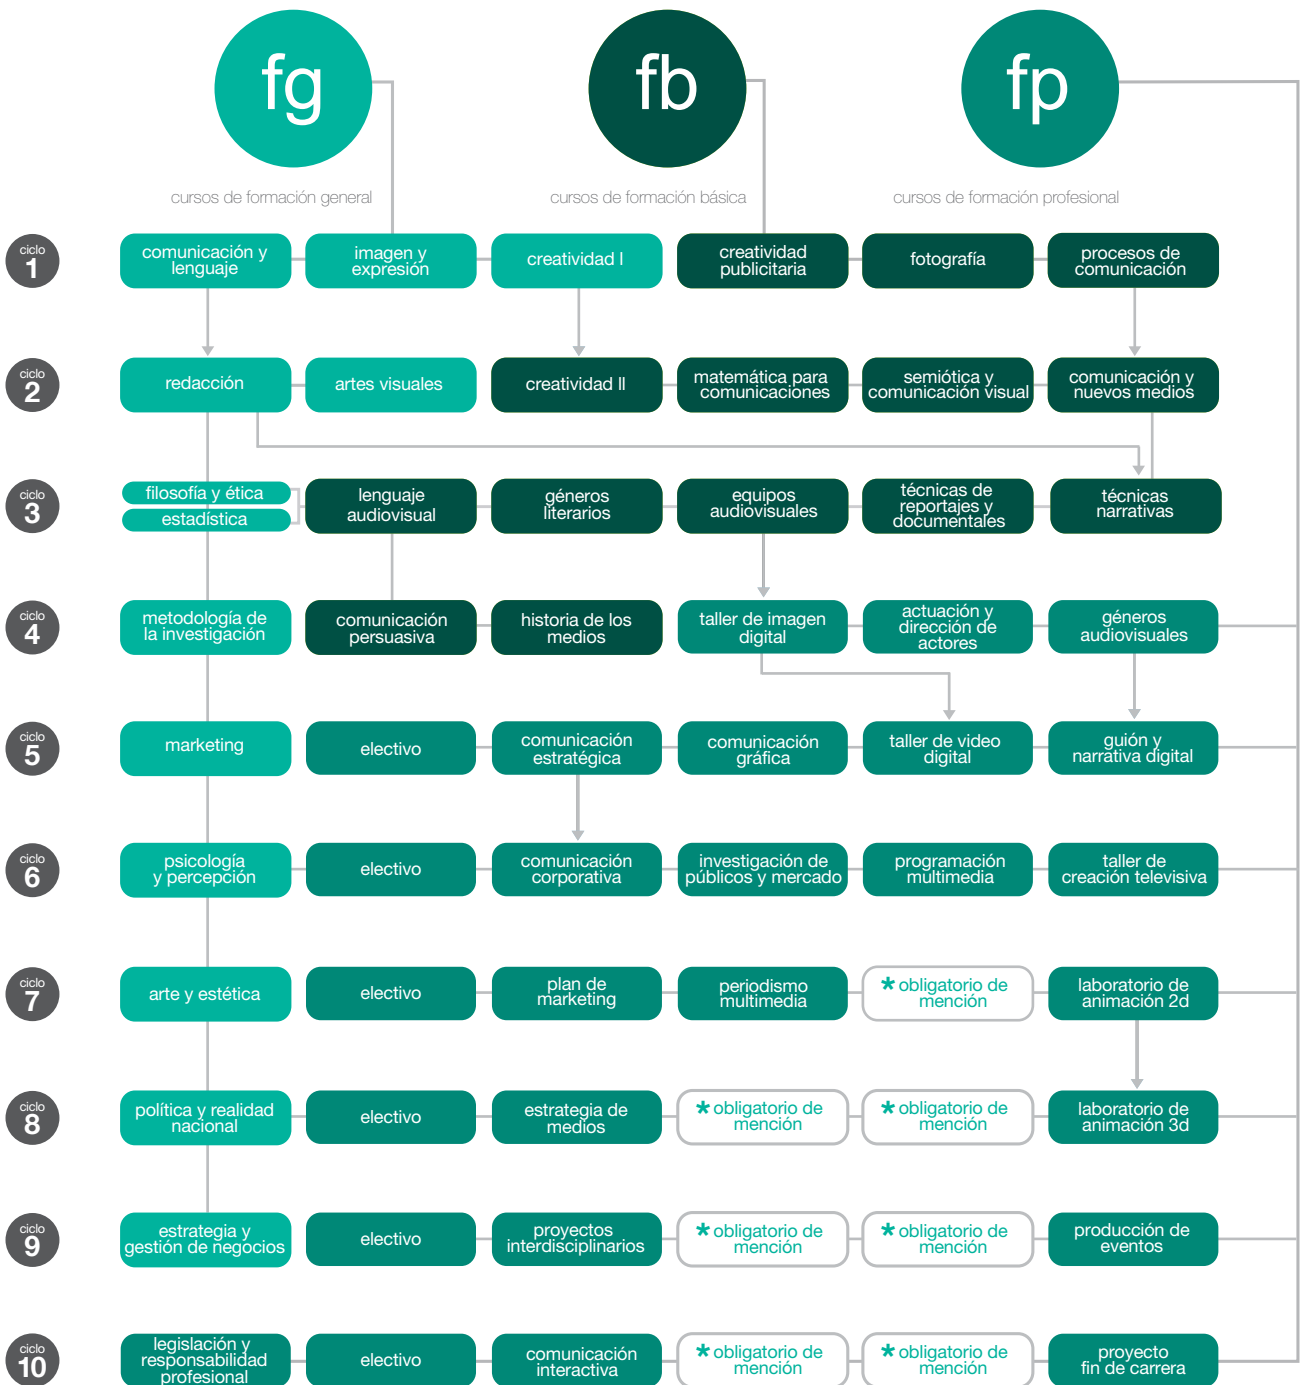 fg
fb
fp
cursos de formación general
cursos de formación básica
cursos de formación profesional
ciclo
1
comunicación y
lenguaje
imagen y
expresión
creatividad I
creatividad
publicitaria
fotografía
procesos de
comunicación
ciclo
2
redacción
artes visuales
creatividad II
matemática para
comunicaciones
semiótica y
comunicación visual
comunicación y
nuevos medios
ciclo
3
filosofía y ética
estadística
lenguaje
audiovisual
géneros
literarios
equipos
audiovisuales
técnicas de
reportajes y
documentales
técnicas
narrativas
ciclo
4
metodología de
la investigación
comunicación
persuasiva
historia de los
medios
taller de imagen
digital
actuación y
dirección de
actores
géneros
audiovisuales
ciclo
5
marketing
electivo
comunicación
estratégica
comunicación
gráfica
taller de video
digital
guión y
narrativa digital
ciclo
6
psicología
y percepción
electivo
comunicación
corporativa
investigación de
públicos y mercado
programación
multimedia
taller de
creación televisiva
ciclo
7
arte y estética
electivo
plan de
marketing
periodismo
multimedia
* obligatorio de
mención
laboratorio de
animación 2d
ciclo
8
política y realidad
nacional
electivo
estrategia de
medios
* obligatorio de
mención
* obligatorio de
mención
laboratorio de
animación 3d
ciclo
9
estrategia y
gestión de negocios
electivo
proyectos
interdisciplinarios
* obligatorio de
mención
* obligatorio de
mención
producción de
eventos
ciclo
10
legislación y
responsabilidad
profesional
electivo
comunicación
interactiva
* obligatorio de
mención
* obligatorio de
mención
proyecto
fin de carrera